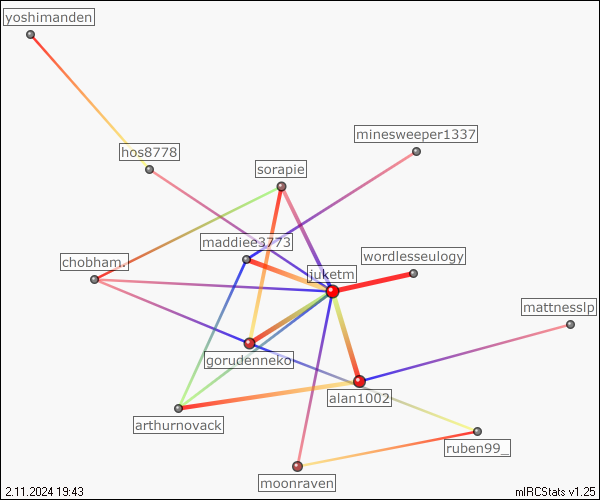 yoshimanden
minesweeper1337
hos8778
sorapie
maddiee3773
wordlesseulogy
chobham.
juketm
mattnesslp
gorudenneko
alan1002
arthurnovack
ruben99_
moonraven
2.11.2024 19:43
mIRCStats v1.25